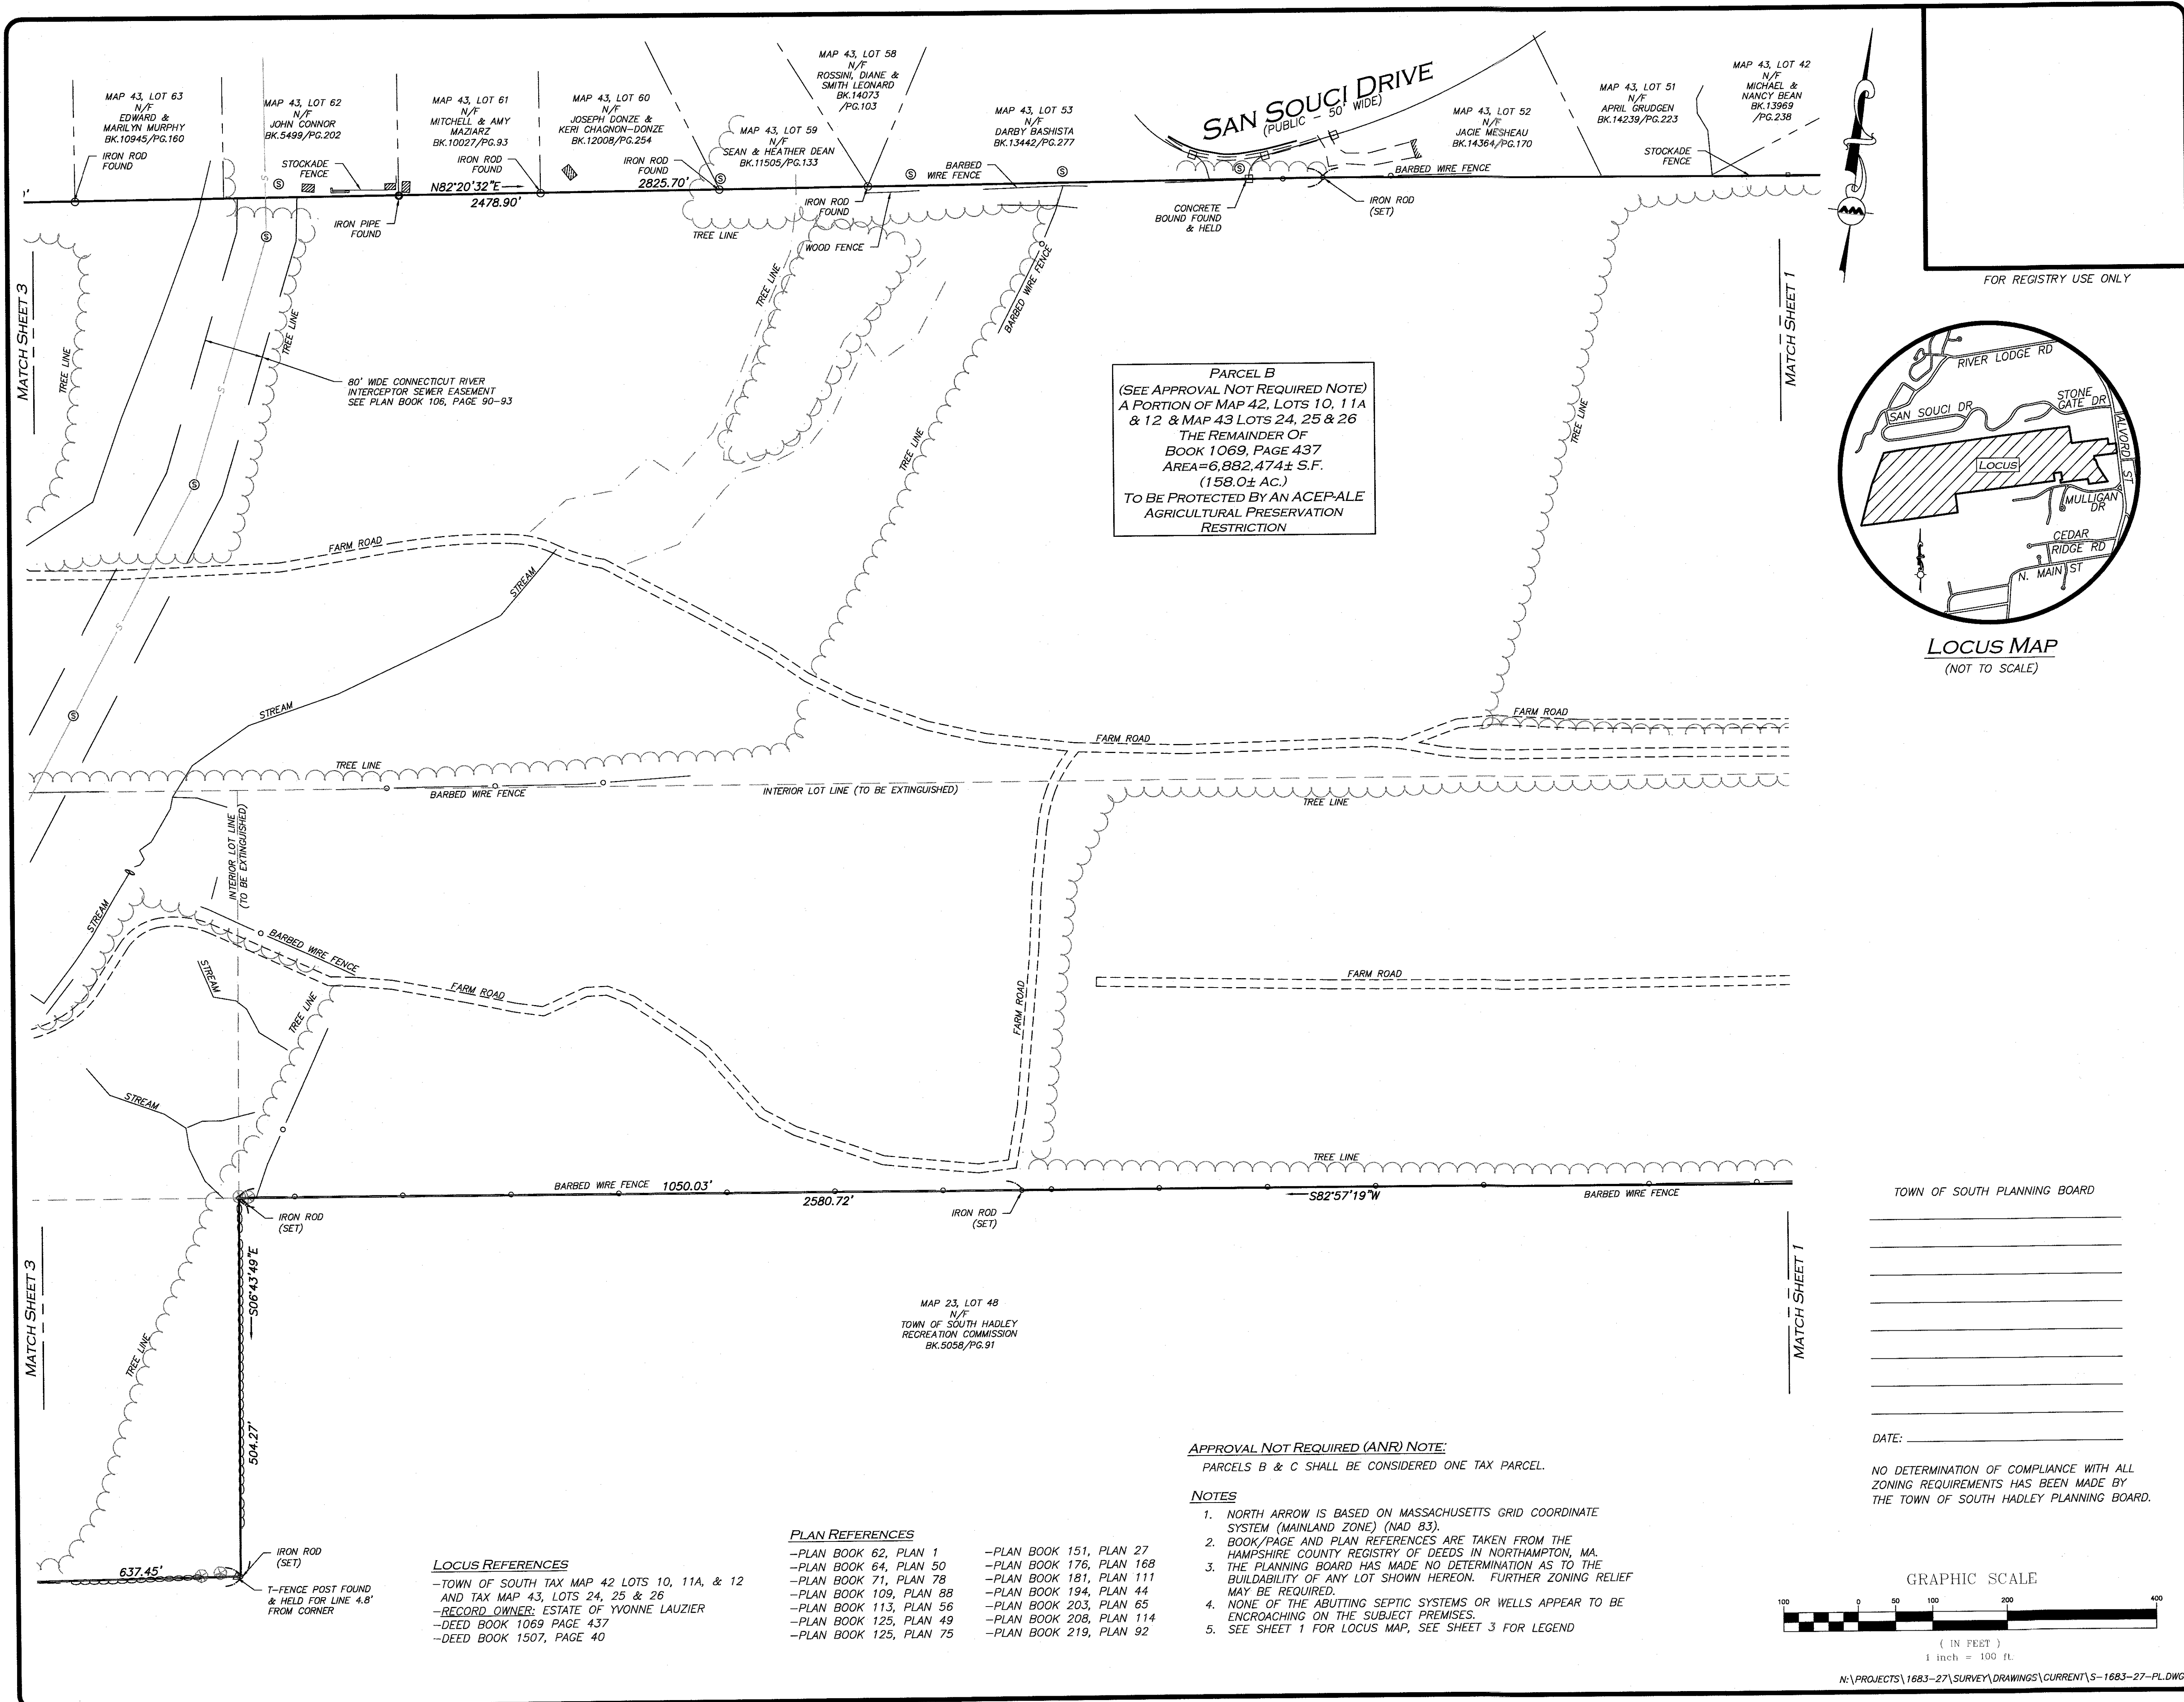 MAP 43, LOT 63
N/F
EDWARD &
MARILYN MURPHY
BK.10945/PG.160
IRON ROD
FOUND
MAP 43, LOT 62
N/F
JOHN CONNOR
BK.5499/PG.202
STOCKADE
FENCE
IRON PIPE
FOUND
MAP 43, LOT 61
N/F
MITCHELL & AMY
MAZIARZ
BK.10027/PG.93
IRON ROD
FOUND
N82°20'32"E
2478.90'
MAP 43, LOT 60
N/F
JOSEPH DONZE &
KERI CHAGNON-DONZE
BK.12008/PG.254
IRON ROD
FOUND
2825.70'
MAP 43, LOT 59
N/F
SEAN & HEATHER DEAN
BK.11505/PG.133
MAP 43, LOT 58
N/F
ROSSINI, DIANE &
SMITH LEONARD
BK.14073
/PG.103
IRON ROD
FOUND
WOOD FENCE
MAP 43, LOT 53
N/F
DARBY BASHISTA
BK.13442/PG.277
BARBED
WIRE FENCE
SAN SOUCI DRIVE
(PUBLIC - 50' WIDE)
CONCRETE
BOUND FOUND
& HELD
IRON ROD
(SET)
MAP 43, LOT 52
N/F
JACIE MESHEAU
BK.14364/PG.170
BARBED WIRE FENCE
MAP 43, LOT 51
N/F
APRIL GRUDGEN
BK.14239/PG.223
STOCKADE
FENCE
MAP 43, LOT 42
N/F
MICHAEL &
NANCY BEAN
BK.13969
/PG.238
AM
FOR REGISTRY USE ONLY
MATCH SHEET 3
TREE LINE
TREE LINE
TREE LINE
TREE LINE
BARBED WIRE FENCE
TREE LINE
TREE LINE
MATCH SHEET 1
80' WIDE CONNECTICUT RIVER
INTERCEPTOR SEWER EASEMENT
SEE PLAN BOOK 106, PAGE 90-93
PARCEL B
(SEE APPROVAL NOT REQUIRED NOTE)
A PORTION OF MAP 42, LOTS 10, 11A
& 12 & MAP 43 LOTS 24, 25 & 26
THE REMAINDER OF
BOOK 1069, PAGE 437
AREA=6,882,474± S.F.
(158.0± AC.)
TO BE PROTECTED BY AN ACEP-ALE
AGRICULTURAL PRESERVATION
RESTRICTION
RIVER LODGE RD
SAN SOUCI DR
STONE
GATE DR
ALVORD ST
LOCUS
MULLIGAN
DR
CEDAR
RIDGE RD
N. MAIN ST
LOCUS MAP
(NOT TO SCALE)
FARM ROAD
STREAM
STREAM
FARM ROAD
FARM ROAD
TREE LINE
BARBED WIRE FENCE
INTERIOR LOT LINE (TO BE EXTINGUISHED)
TREE LINE
INTERIOR LOT LINE
(TO BE EXTINGUISHED)
STREAM
BARBED WIRE FENCE
STREAM
TREE LINE
FARM ROAD
FARM ROAD
FARM ROAD
STREAM
TREE LINE
BARBED WIRE FENCE 1050.03'
2580.72'
S82°57'19"W
BARBED WIRE FENCE
IRON ROD
(SET)
IRON ROD
(SET)
MATCH SHEET 3
S06°43'49"E
504.27'
TREE LINE
MAP 23, LOT 48
N/F
TOWN OF SOUTH HADLEY
RECREATION COMMISSION
BK.5058/PG.91
MATCH SHEET 1
TOWN OF SOUTH PLANNING BOARD
DATE:
NO DETERMINATION OF COMPLIANCE WITH ALL
ZONING REQUIREMENTS HAS BEEN MADE BY
THE TOWN OF SOUTH HADLEY PLANNING BOARD.
637.45'
IRON ROD
(SET)
T-FENCE POST FOUND
& HELD FOR LINE 4.8'
FROM CORNER
LOCUS REFERENCES
-TOWN OF SOUTH TAX MAP 42 LOTS 10, 11A, & 12
AND TAX MAP 43, LOTS 24, 25 & 26
-RECORD OWNER: ESTATE OF YVONNE LAUZIER
-DEED BOOK 1069 PAGE 437
-DEED BOOK 1507, PAGE 40
PLAN REFERENCES
-PLAN BOOK 62, PLAN 1
-PLAN BOOK 64, PLAN 50
-PLAN BOOK 71, PLAN 78
-PLAN BOOK 109, PLAN 88
-PLAN BOOK 113, PLAN 56
-PLAN BOOK 125, PLAN 49
-PLAN BOOK 125, PLAN 75
-PLAN BOOK 151, PLAN 27
-PLAN BOOK 176, PLAN 168
-PLAN BOOK 181, PLAN 111
-PLAN BOOK 194, PLAN 44
-PLAN BOOK 203, PLAN 65
-PLAN BOOK 208, PLAN 114
-PLAN BOOK 219, PLAN 92
APPROVAL NOT REQUIRED (ANR) NOTE:
PARCELS B & C SHALL BE CONSIDERED ONE TAX PARCEL.
NOTES
1. NORTH ARROW IS BASED ON MASSACHUSETTS GRID COORDINATE
SYSTEM (MAINLAND ZONE) (NAD 83).
2. BOOK/PAGE AND PLAN REFERENCES ARE TAKEN FROM THE
HAMPSHIRE COUNTY REGISTRY OF DEEDS IN NORTHAMPTON, MA.
3. THE PLANNING BOARD HAS MADE NO DETERMINATION AS TO THE
BUILDABILITY OF ANY LOT SHOWN HEREON. FURTHER ZONING RELIEF
MAY BE REQUIRED.
4. NONE OF THE ABUTTING SEPTIC SYSTEMS OR WELLS APPEAR TO BE
ENCROACHING ON THE SUBJECT PREMISES.
5. SEE SHEET 1 FOR LOCUS MAP, SEE SHEET 3 FOR LEGEND
GRAPHIC SCALE
100 0 50 100 200 400
( IN FEET )
1 inch = 100 ft.
N:\PROJECTS\1683-27\SURVEY\DRAWINGS\CURRENT\S-1683-27-PL.DWG